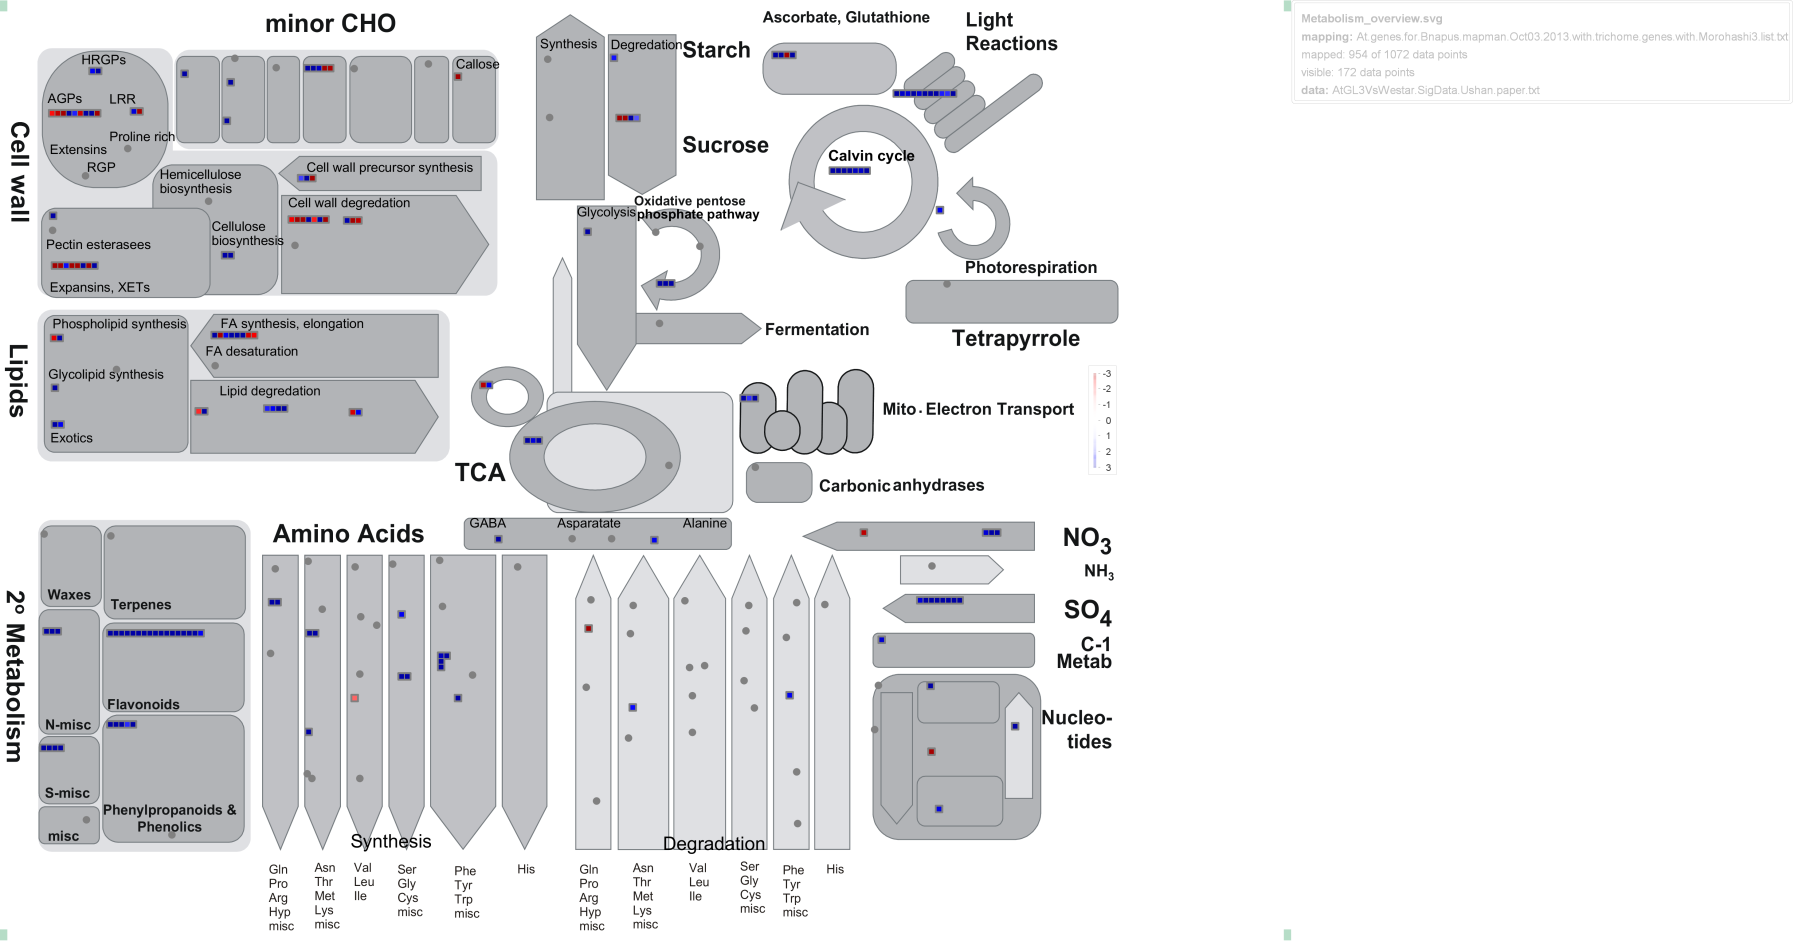 minor CHO
Cell wall
HRGPs
AGPs
LRR
Proline rich
Extensins
RGP
Callose
Hemicellulose
biosynthesis
Cell wall precursor synthesis
Cell wall degredation
Cellulose
biosynthesis
Pectin esterasees
Expansins, XETs
Lipids
Phospholipid synthesis
FA synthesis, elongation
FA desaturation
Glycolipid synthesis
Lipid degredation
Exotics
Synthesis
Degredation
Starch
Sucrose
Glycolysis
Oxidative pentose
phosphate pathway
Fermentation
TCA
Ascorbate, Glutathione
Light
Reactions
Calvin cycle
Photorespiration
Tetrapyrrole
Mito. Electron Transport
Carbonic anhydrases
-3
-2
-1
0
1
2
3
2º Metabolism
Waxes
Terpenes
N-misc
Flavonoids
S-misc
misc
Phenylpropanoids &
Phenolics
Amino Acids
GABA
Asparatate
Alanine
Synthesis
Gln
Pro
Arg
Hyp
misc
Asn
Thr
Met
Lys
misc
Val
Leu
Ile
Ser
Gly
Cys
misc
Phe
Tyr
Trp
misc
His
Degradation
Gln
Pro
Arg
Hyp
misc
Asn
Thr
Met
Lys
misc
Val
Leu
Ile
Ser
Gly
Cys
misc
Phe
Tyr
Trp
misc
His
NO3
NH3
SO4
C-1
Metab
Nucleo-
tides
Metabolism_overview.svg
mapping: At.genes.for.Bnapus.mapman.Oct03.2013.with.trichome.genes.with.Morohashi3.list.txt
mapped: 954 of 1072 data points
visible: 172 data points
data: AtGL3VsWestar.SigData.Ushan.paper.txt